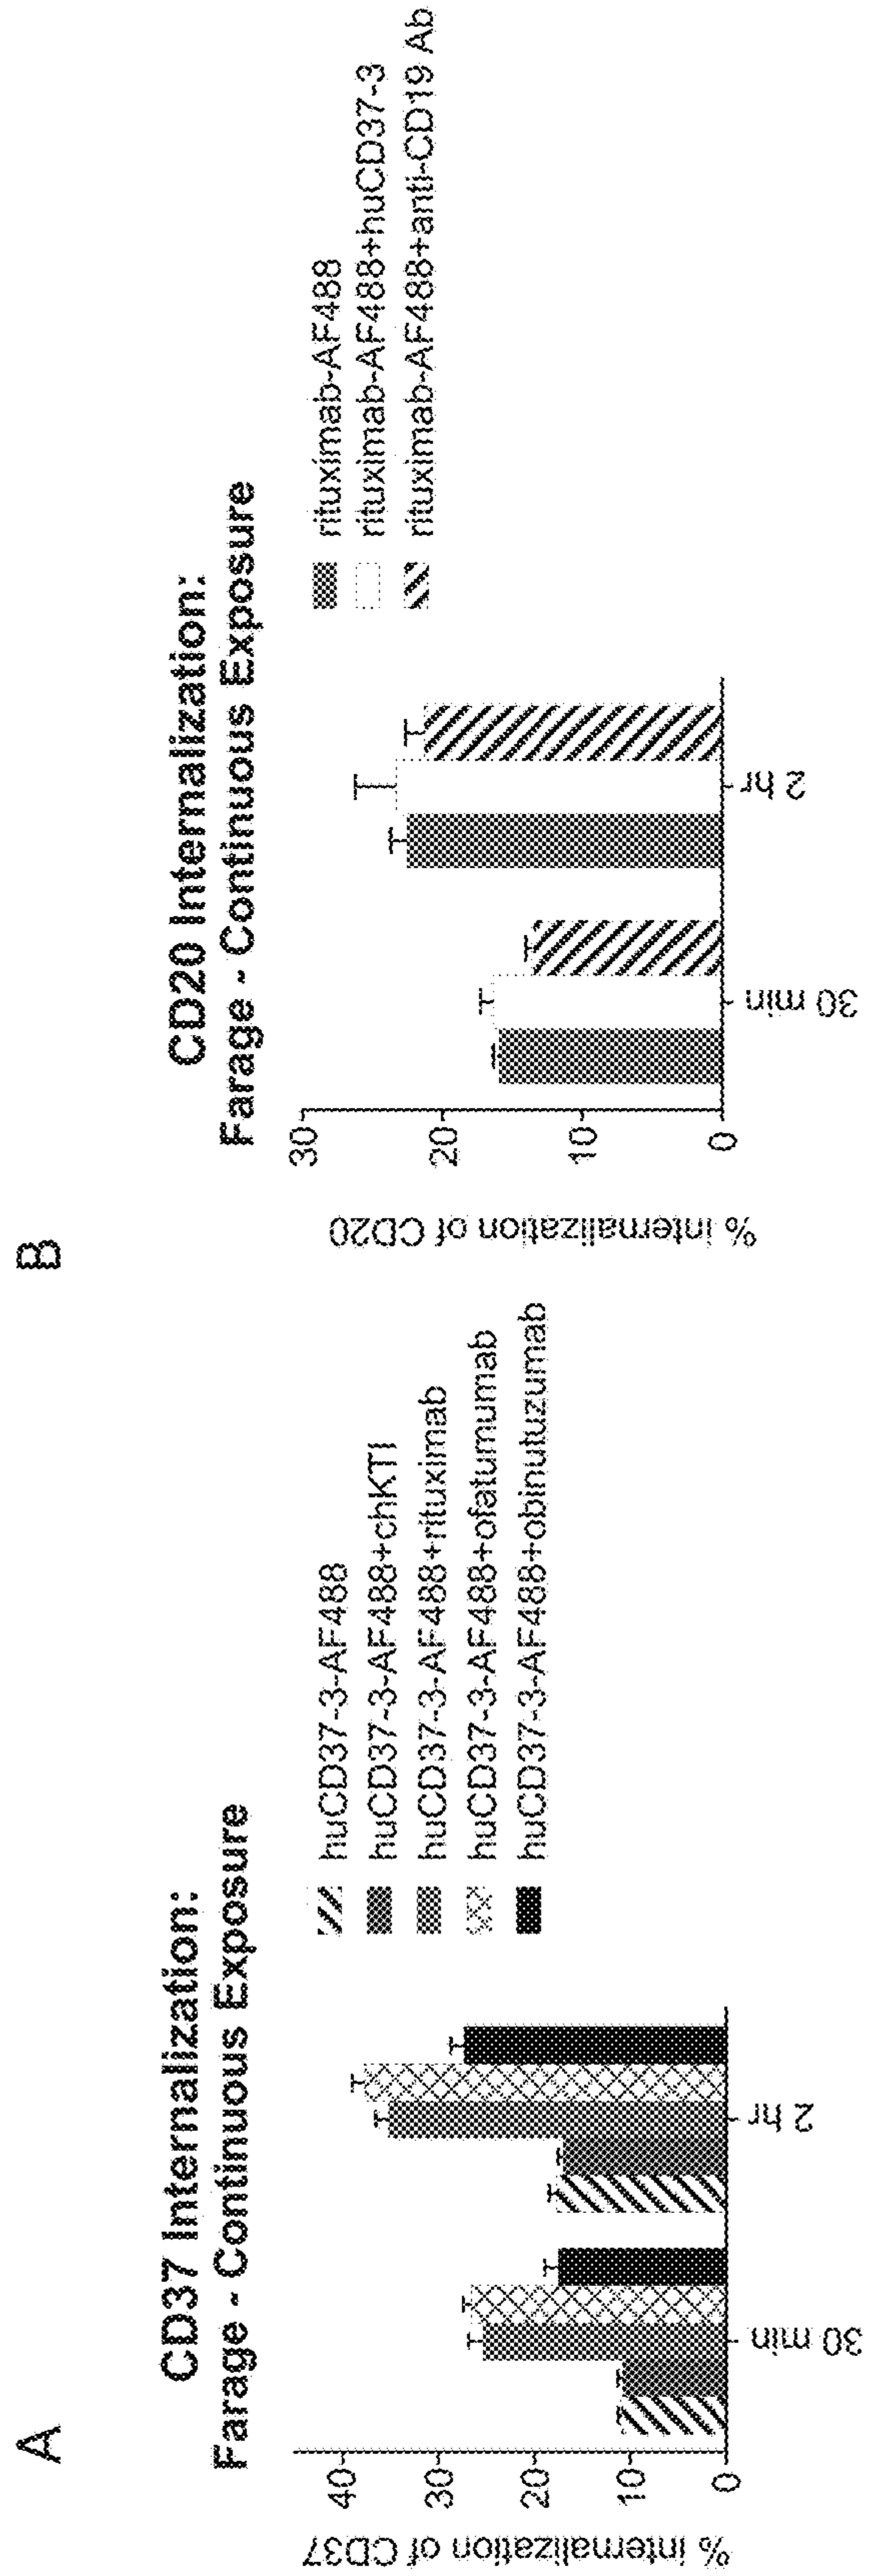 A
CD37 Internalization:
Farage - Continuous Exposure
% internalization of CD37
40
30
20
10
0
30 min
2 hr
huCD37-3-AF488
huCD37-3-AF488+chKTI
huCD37-3-AF488+rituximab
huCD37-3-AF488+ofatumumab
huCD37-3-AF488+obinutuzumab
B
CD20 Internalization:
Farage - Continuous Exposure
% internalization of CD20
30
20
10
0
30 min
2 hr
rituximab-AF488
rituximab-AF488+huCD37-3
rituximab-AF488+anti-CD19 Ab